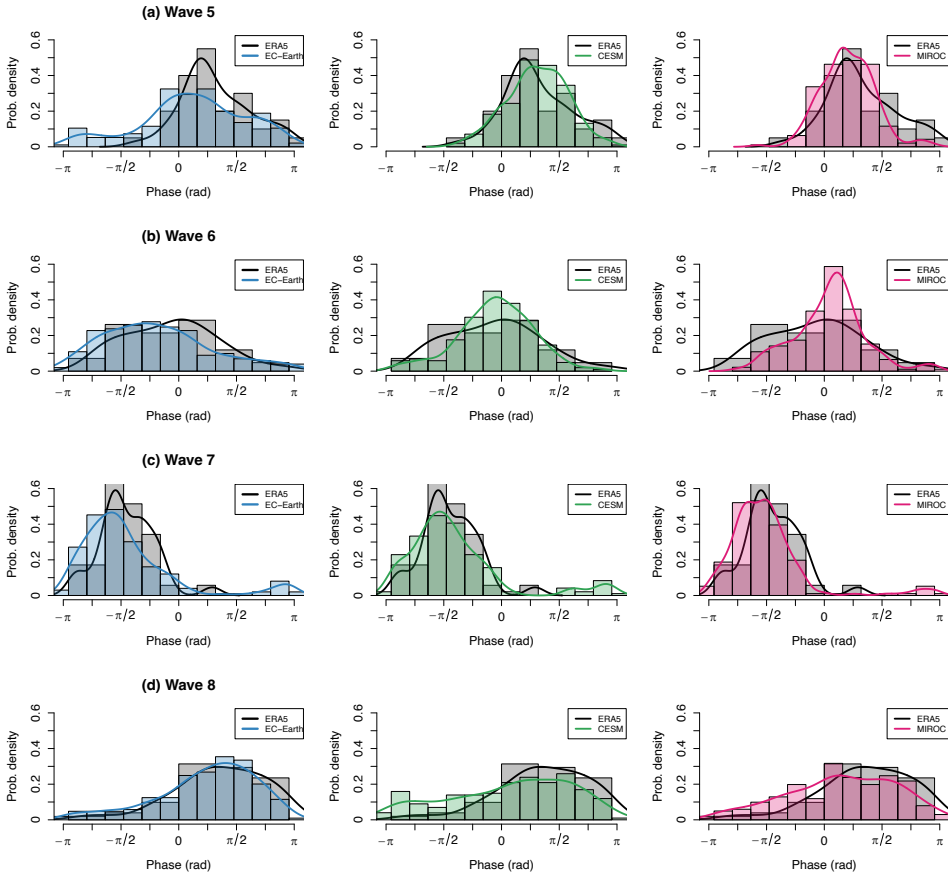 (a) Wave 5
Prob. density
0 0.2 0.4 0.6
ERA5
EC−Earth
−π −π/2 0 π/2 π
Phase (rad)
Prob. density
0 0.2 0.4 0.6
ERA5
CESM
−π −π/2 0 π/2 π
Phase (rad)
Prob. density
0 0.2 0.4 0.6
ERA5
MIROC
−π −π/2 0 π/2 π
Phase (rad)
(b) Wave 6
Prob. density
0 0.2 0.4 0.6
ERA5
EC−Earth
−π −π/2 0 π/2 π
Phase (rad)
Prob. density
0 0.2 0.4 0.6
ERA5
CESM
−π −π/2 0 π/2 π
Phase (rad)
Prob. density
0 0.2 0.4 0.6
ERA5
MIROC
−π −π/2 0 π/2 π
Phase (rad)
(c) Wave 7
Prob. density
0 0.2 0.4 0.6
ERA5
EC−Earth
−π −π/2 0 π/2 π
Phase (rad)
Prob. density
0 0.2 0.4 0.6
ERA5
CESM
−π −π/2 0 π/2 π
Phase (rad)
Prob. density
0 0.2 0.4 0.6
ERA5
MIROC
−π −π/2 0 π/2 π
Phase (rad)
(d) Wave 8
Prob. density
0 0.2 0.4 0.6
ERA5
EC−Earth
−π −π/2 0 π/2 π
Phase (rad)
Prob. density
0 0.2 0.4 0.6
ERA5
CESM
−π −π/2 0 π/2 π
Phase (rad)
Prob. density
0 0.2 0.4 0.6
ERA5
MIROC
−π −π/2 0 π/2 π
Phase (rad)